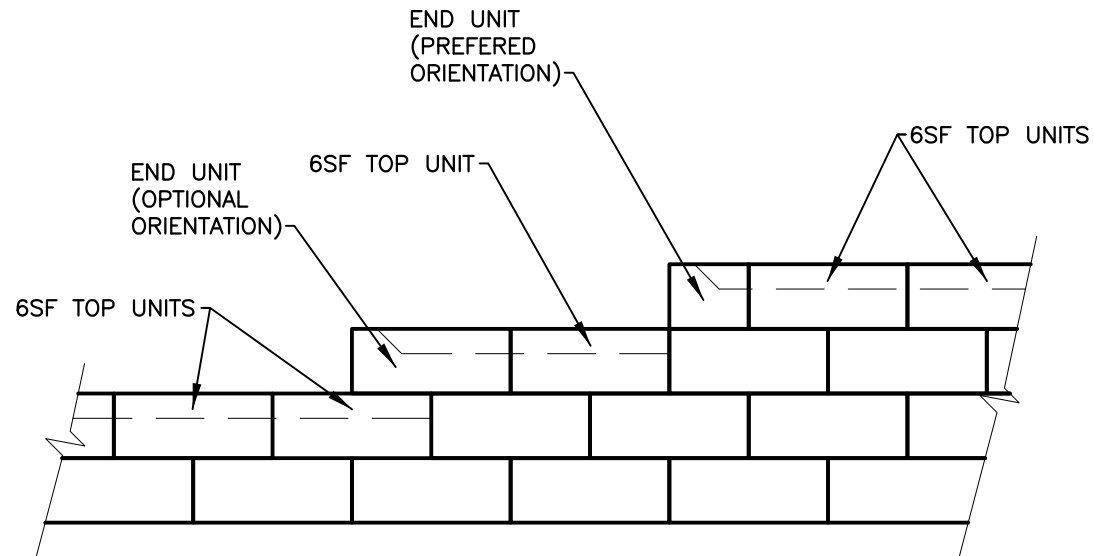 END UNIT
(PREFERED
ORIENTATION)
6SF TOP UNITS
6SF TOP UNIT
END UNIT
(OPTIONAL
ORIENTATION)
6SF TOP UNITS